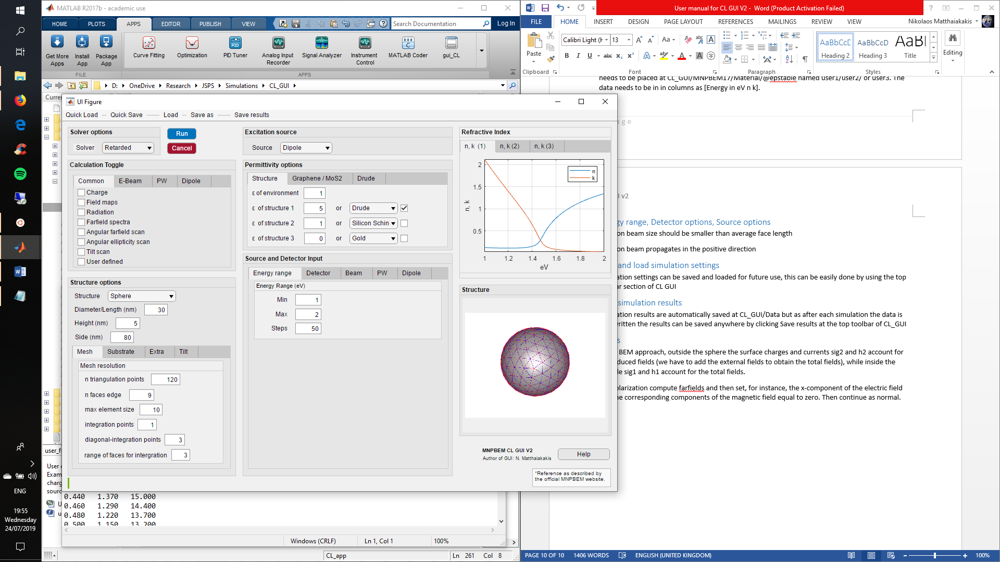 MATLAB R2017b - academic use
HOME PLOTS APPS EDITOR PUBLISH VIEW Search Documentation Log In
Get More Apps
Install App
Package App
Curve Fitting
Optimization
PID Tuner
Analog Input Recorder
Signal Analyzer
Instrument Control
MATLAB Coder
gui_CL
FILE APPS
D: OneDrive Research JSPS Simulations CL_GUI
UI Figure
Quick Load -- Quick Save ------ Load -- Save as ------ Save results
Solver options
Solver Retarded
Run
Cancel
Calculation Toggle
Common E-Beam PW Dipole
Charge
Field maps
Radiation
Farfield spectra
Angular farfield scan
Angular ellipticity scan
Tilt scan
User defined
Structure options
Structure Sphere
Diameter/Length (nm) 30
Height (nm) 5
Side (nm) 80
Mesh Substrate Extra Tilt
Mesh resolution
n triangulation points 120
n faces edge 9
max element size 10
integration points 1
diagonal-integration points 3
range of faces for intergration 3
Excitation source
Source Dipole
Permittivity options
Structure Graphene / MoS2 Drude
ε of environment 1
ε of structure 1 5 or Drude
ε of structure 2 1 or Silicon Schin
ε of structure 3 0 or Gold
Source and Detector Input
Energy range Detector Beam PW Dipole
Energy Range (eV)
Min 1
Max 2
Steps 50
Refractive Index
n, k (1) n, k (2) n, k (3)
n
k
2
1.5
1
0.5
n, k
1 1.2 1.4 1.6 1.8 2
eV
Structure
MNPBEM CL GUI V2
Author of GUI: N. Matthaiakakis
Help
*Reference as described by
the official MNPBEM website.
0.440 1.370 15.000
0.460 1.290 14.400
0.480 1.220 13.700
0.500 1.150 13.200
Windows (CRLF) Ln 1, Col 1 100%
CL_app Ln 261 Col 8
ENG
19:55
Wednesday
24/07/2019
User manual for CL GUI V2 - Word (Product Activation Failed)
FILE HOME INSERT DESIGN PAGE LAYOUT REFERENCES MAILINGS REVIEW VIEW Nikolaos Matthaiakakis
Paste
Calibri Light (H 13
B I U abc x₂ x²
AaBbCcD Heading 2
AaBbCcD Heading 3
AaBI Title
Editing
Clipboard Font Paragraph Styles
needs to be placed at CL_GUI/MNPBEM17/Material/@epstable named user1/user2/ or user3. The
data needs to be in in columns as [Energy in eV n k].
a g e
v2
gy range, Detector options, Source options
on beam size should be smaller than average face length
on beam propagates in the positive direction
and load simulation settings
ation settings can be saved and loaded for future use, this can be easily done by using the top
ar section of CL GUI
simulation results
ation results are automatically saved at CL_GUI/Data but as after each simulation the data is
written the results can be saved anywhere by clicking Save results at the top toolbar of CL_GUI
s
BEM approach, outside the sphere the surface charges and currents sig2 and h2 account for
duced fields (we have to add the external fields to obtain the total fields), while inside the
le sig1 and h1 account for the total fields.
larization compute farfields and then set, for instance, the x-component of the electric field
he corresponding components of the magnetic field equal to zero. Then continue as normal.
PAGE 10 OF 10 1406 WORDS ENGLISH (UNITED KINGDOM) 100%